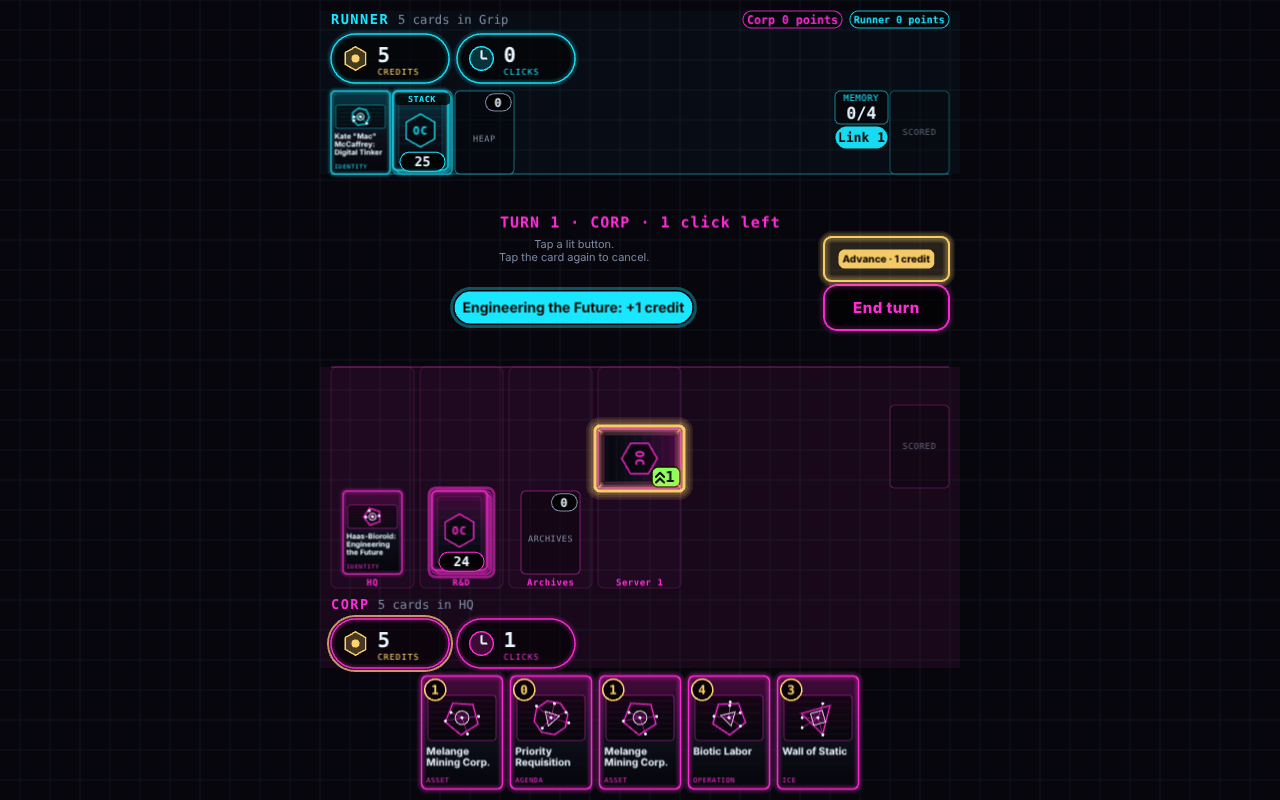 RUNNER 5 cards in Grip
Corp 0 points
Runner 0 points
5
CREDITS
0
CLICKS
Kate "Mac"
McCaffrey:
Digital Tinker
IDENTITY
STACK
OC
25
0
HEAP
MEMORY
0/4
Link 1
SCORED
TURN 1 · CORP · 1 click left
Tap a lit button.
Tap the card again to cancel.
Advance · 1 credit
Engineering the Future: +1 credit
End turn
OC
1
SCORED
Haas-Bioroid:
Engineering
the Future
IDENTITY
HQ
OC
24
R&D
0
ARCHIVES
Archives
Server 1
CORP 5 cards in HQ
5
CREDITS
1
CLICKS
1
Melange
Mining Corp.
ASSET
0
Priority
Requisition
AGENDA
1
Melange
Mining Corp.
ASSET
4
Biotic Labor
OPERATION
3
Wall of Static
ICE